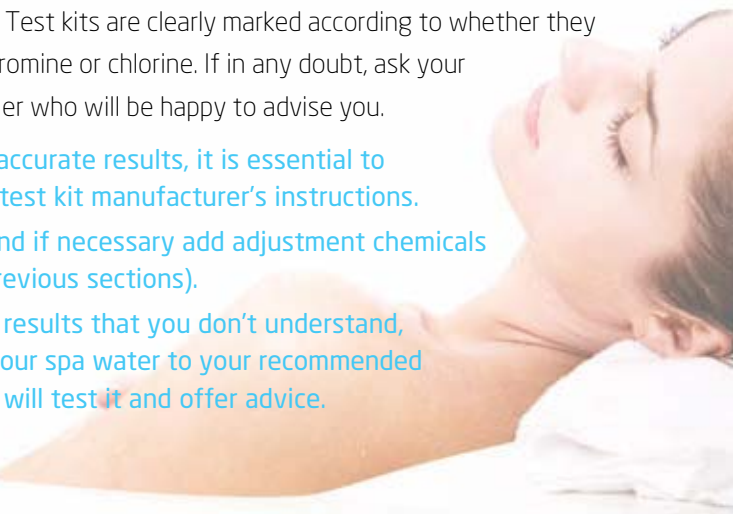 Test kits are clearly marked according to whether they
romine or chlorine. If in any doubt, ask your
er who will be happy to advise you.
accurate results, it is essential to
test kit manufacturer's instructions.
nd if necessary add adjustment chemicals
revious sections).
results that you don't understand,
our spa water to your recommended
will test it and offer advice.